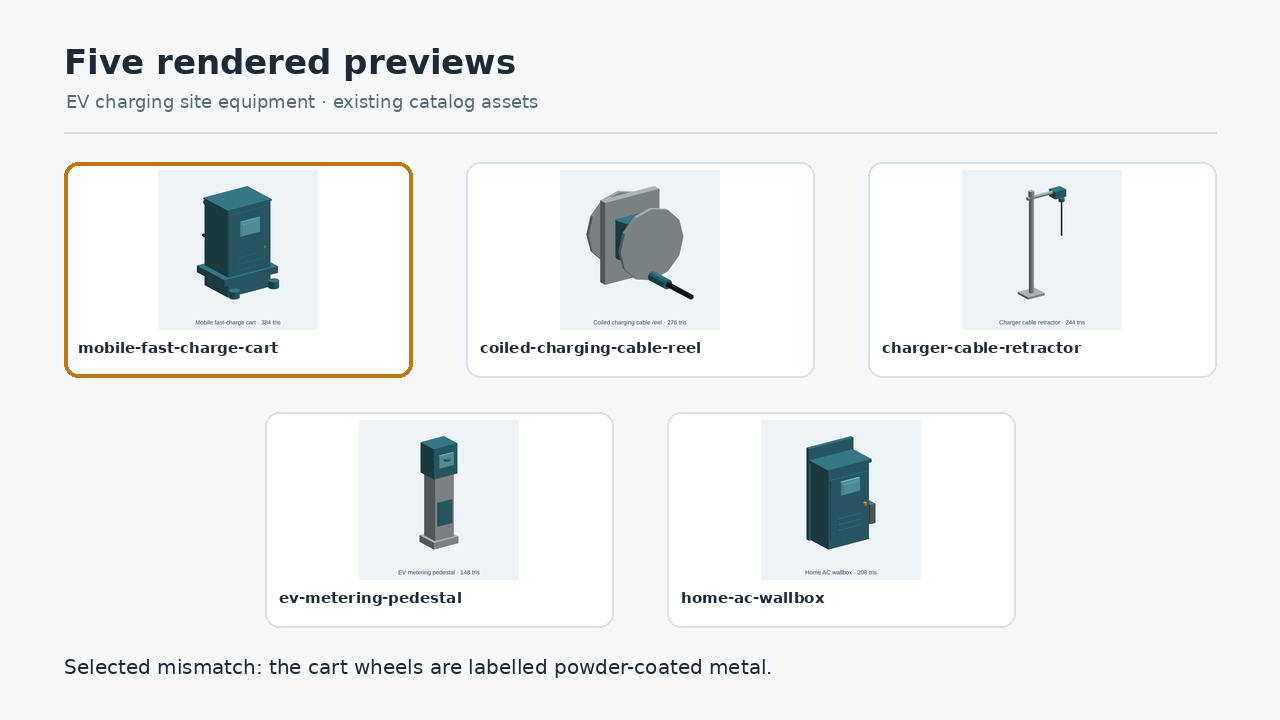 Five rendered previews
EV charging site equipment · existing catalog assets
Mobile fast-charge cart · 384 tris
mobile-fast-charge-cart
Coiled charging cable reel · 276 tris
coiled-charging-cable-reel
Charger cable retractor · 244 tris
charger-cable-retractor
EV metering pedestal · 148 tris
ev-metering-pedestal
Home AC wallbox · 208 tris
home-ac-wallbox
Selected mismatch: the cart wheels are labelled powder-coated metal.